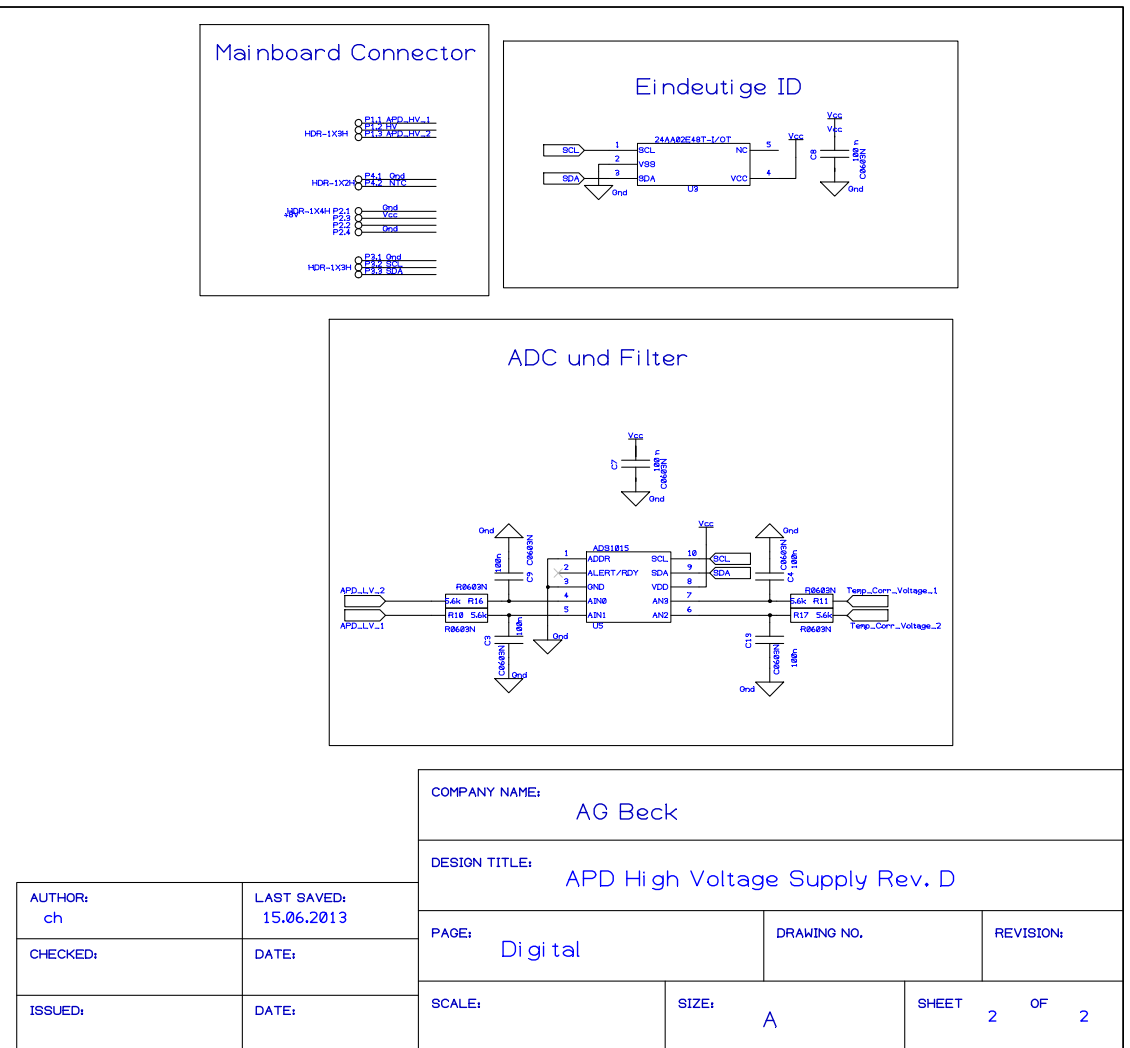 Mainboard Connector
P1.1 APD_HV_1
P1.2 HV
HDR-1X3H
P1.3 APD_HV_2
P4.1 Gnd
HDR-1X2H
P4.2 NTC
HDR-1X4H P2.1 Gnd
+8V
P2.3 Vcc
P2.2
P2.4 Gnd
P3.1 Gnd
P3.2 SCL
HDR-1X3H
P3.3 SDA
Eindeutige ID
24AA02E48T-I/OT
SCL 1 SCL NC 5
2 VSS
SDA 3 SDA VCC 4
Gnd
U3
Vcc
Vcc
Vcc
C8
100n
C0603N
Gnd
ADC und Filter
Vcc
C7
100n
C0603N
Gnd
Gnd
100n
C9
C0603N
ADS1015
1 ADDR SCL 10 SCL
2 ALERT/RDY SDA 9 SDA
3 GND VDD 8
4 AIN0 AN3 7
5 AIN1 AN2 6
U5
Vcc
Gnd
C0603N
C4
100n
APD_LV_2
R0603N
5.6k R16
R10 5.6k
APD_LV_1
R0603N
C3
100n
C0603N
Gnd
Gnd
R0603N
Temp_Corr_Voltage_1
5.6k R11
R17 5.6k
R0603N
Temp_Corr_Voltage_2
C13
C0603N
100n
Gnd
COMPANY NAME:
AG Beck
DESIGN TITLE:
APD High Voltage Supply Rev. D
AUTHOR:
ch
LAST SAVED:
15.06.2013
PAGE:
Digital
DRAWING NO.
REVISION:
CHECKED:
DATE:
ISSUED:
DATE:
SCALE:
SIZE:
A
SHEET 2 OF 2